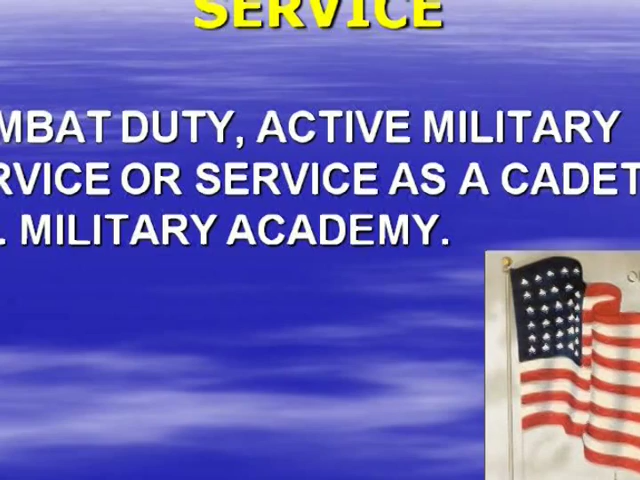 SERVICE
MBAT DUTY, ACTIVE MILITARY
RVICE OR SERVICE AS A CADET
. MILITARY ACADEMY.